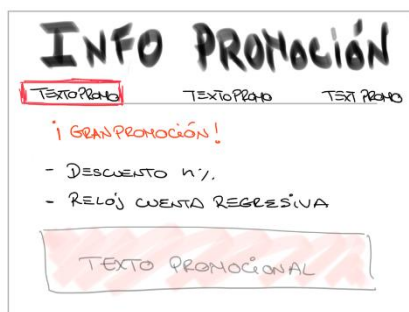 INFO PROMOCIÓN
TEXTO PROMO TEXTO PROMO TEXT PROMO
¡GRAN PROMOCIÓN!
- DESCUENTO n%
- RELOJ CUENTA REGRESIVA
TEXTO PROMOCIONAL